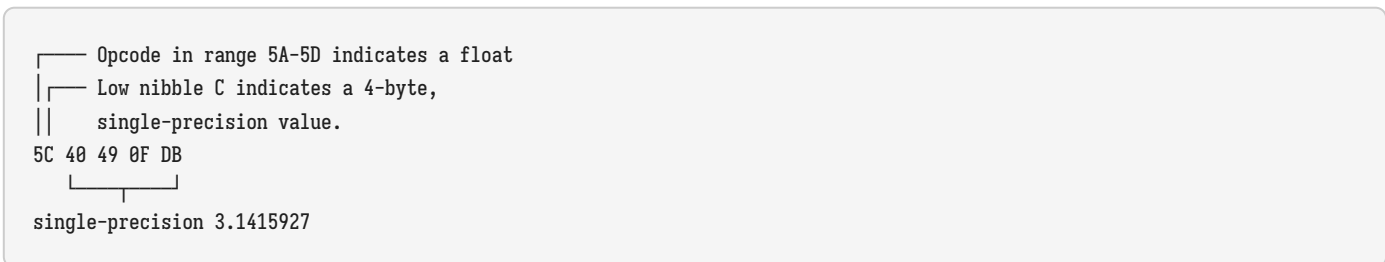 ┌──── Opcode in range 5A-5D indicates a float
│┌─── Low nibble C indicates a 4-byte,
││    single-precision value.
5C 40 49 0F DB
   └────┬────┘
single-precision 3.1415927